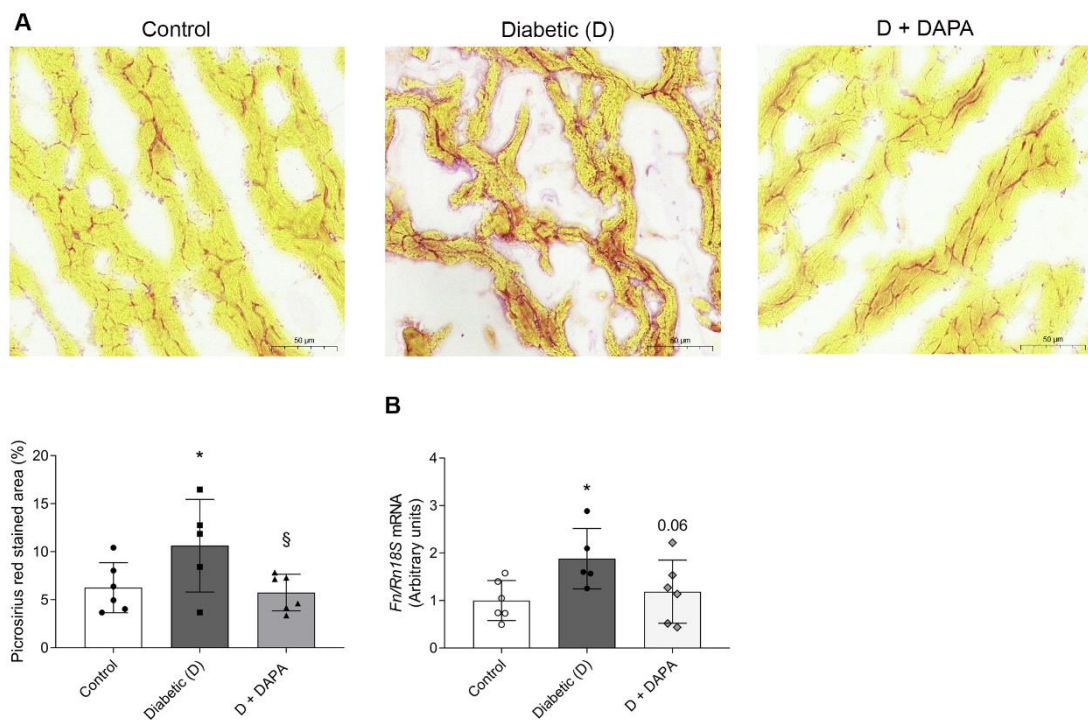 A
Control
Diabetic (D)
D + DAPA
50 µm
50 µm
50 µm
Picrosirius red stained area (%)
20
15
10
5
0
*
§
Control
Diabetic (D)
D + DAPA
B
Fn/Rn18S mRNA
(Arbitrary units)
4
3
2
1
0
*
0.06
Control
Diabetic (D)
D + DAPA